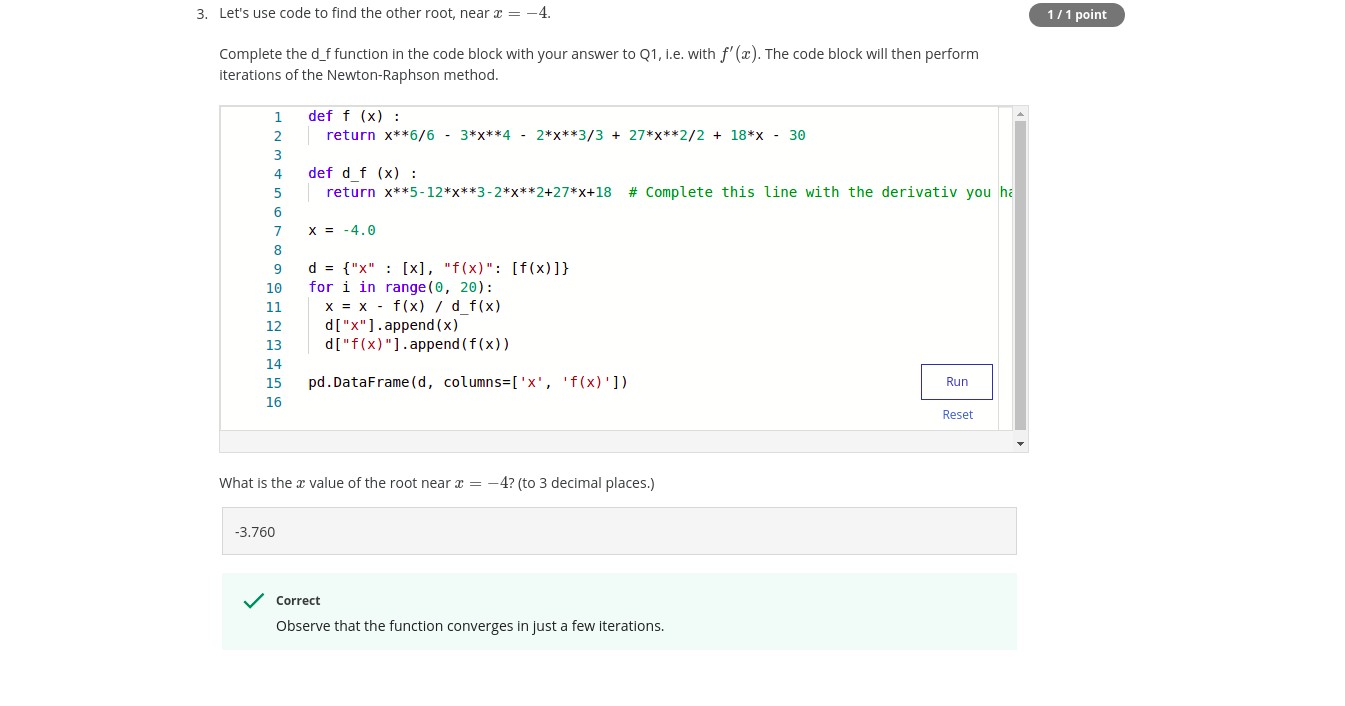 3. Let's use code to find the other root, near x = −4.
1 / 1 point
Complete the d_f function in the code block with your answer to Q1, i.e. with f′(x). The code block will then perform
iterations of the Newton-Raphson method.
1 def f (x) :
2 return x**6/6 - 3*x**4 - 2*x**3/3 + 27*x**2/2 + 18*x - 30
3
4 def d_f (x) :
5 return x**5-12*x**3-2*x**2+27*x+18 # Complete this line with the derivativ you
6
7 x = -4.0
8
9 d = {"x" : [x], "f(x)": [f(x)]}
10 for i in range(0, 20):
11 x = x - f(x) / d_f(x)
12 d["x"].append(x)
13 d["f(x)"].append(f(x))
14
15 pd.DataFrame(d, columns=['x', 'f(x)'])
16
Run
Reset
What is the x value of the root near x = −4? (to 3 decimal places.)
-3.760
Correct
Observe that the function converges in just a few iterations.